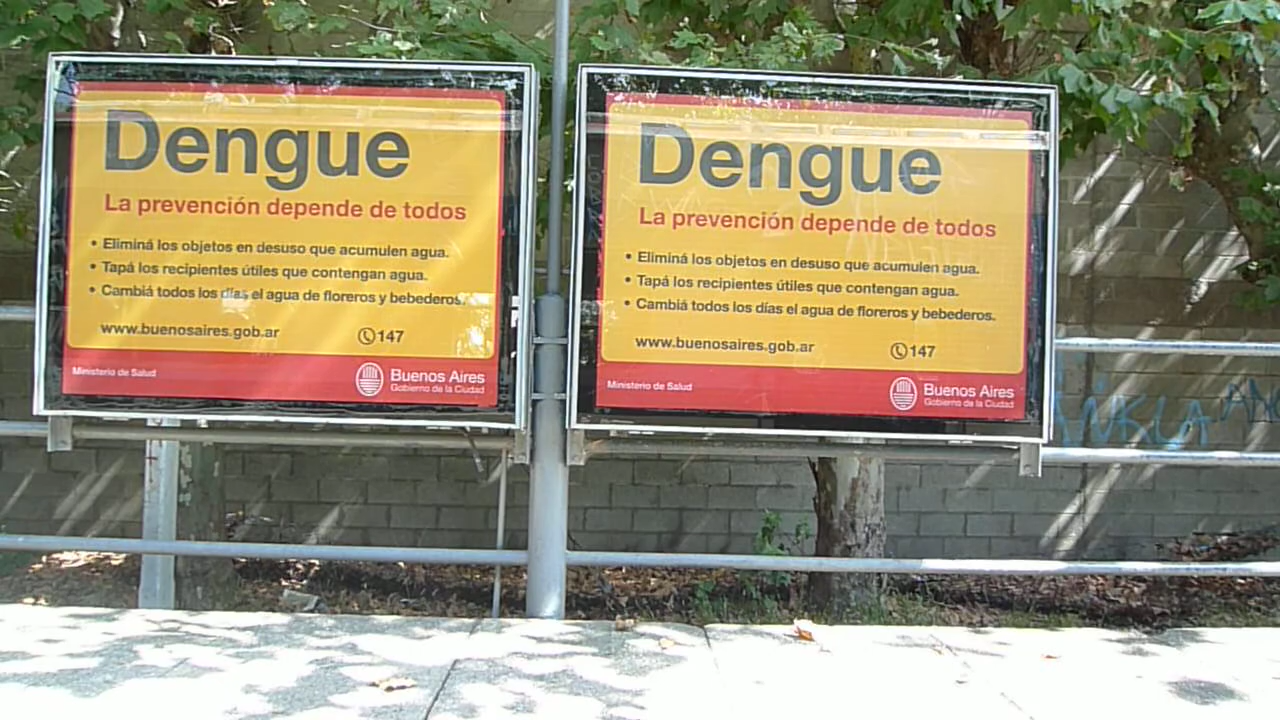 Dengue
La prevención depende de todos
• Eliminá los objetos en desuso que acumulen agua.
• Tapá los recipientes útiles que contengan agua.
• Cambiá todos los días el agua de floreros y bebederos.
www.buenosaires.gob.ar 147
Ministerio de Salud
Buenos Aires
Gobierno de la Ciudad
Dengue
La prevención depende de todos
• Eliminá los objetos en desuso que acumulen agua.
• Tapá los recipientes útiles que contengan agua.
• Cambiá todos los días el agua de floreros y bebederos.
www.buenosaires.gob.ar 147
Ministerio de Salud
Buenos Aires
Gobierno de la Ciudad